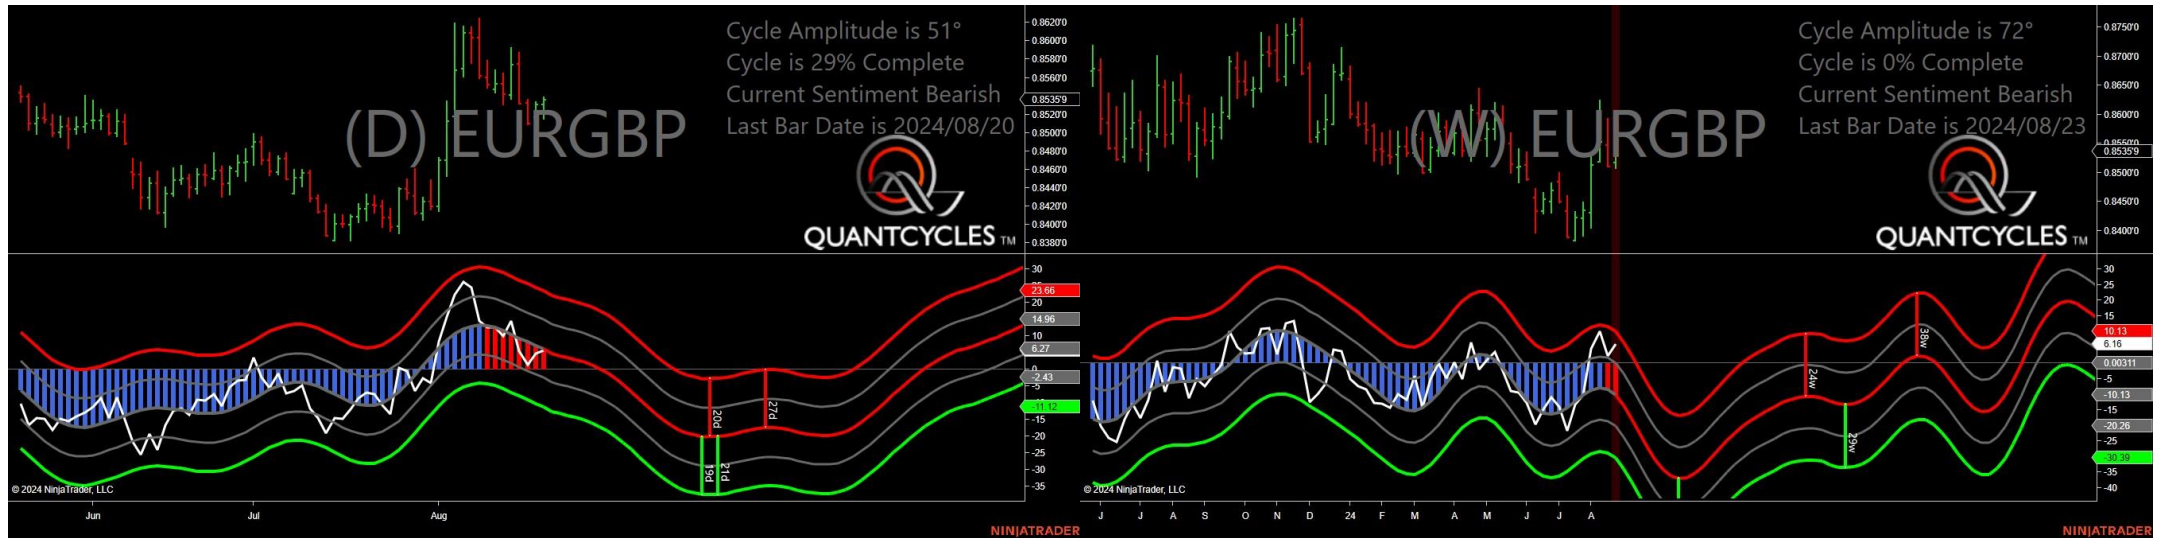 Cycle Amplitude is 51°
Cycle is 29% Complete
Current Sentiment Bearish
Last Bar Date is 2024/08/20
(D) EURGBP
QUANTCYCLES TM
0.8620'0
0.8600'0
0.8580'0
0.8560'0
0.8535'9
0.8520'0
0.8500'0
0.8480'0
0.8460'0
0.8440'0
0.8420'0
0.8400'0
0.8380'0
30
23.66
20
14.96
10
6.27
0
-2.43
-5
-11.12
-15
-20
-25
-30
-35
20d
27d
19d
21d
© 2024 NinjaTrader, LLC
Jun
Jul
Aug
NINJATRADER
Cycle Amplitude is 72°
Cycle is 0% Complete
Current Sentiment Bearish
Last Bar Date is 2024/08/23
(W) EURGBP
QUANTCYCLES TM
0.8750'0
0.8700'0
0.8650'0
0.8600'0
0.8550'0
0.8535'9
0.8500'0
0.8450'0
0.8400'0
30
25
20
15
10.13
6.16
0.00311
-5
-10.13
-15
-20.26
-25
-30.39
-35
-40
24w
38w
29w
© 2024 NinjaTrader, LLC
J
J
A
S
O
N
D
24
F
M
A
M
J
J
A
NINJATRADER